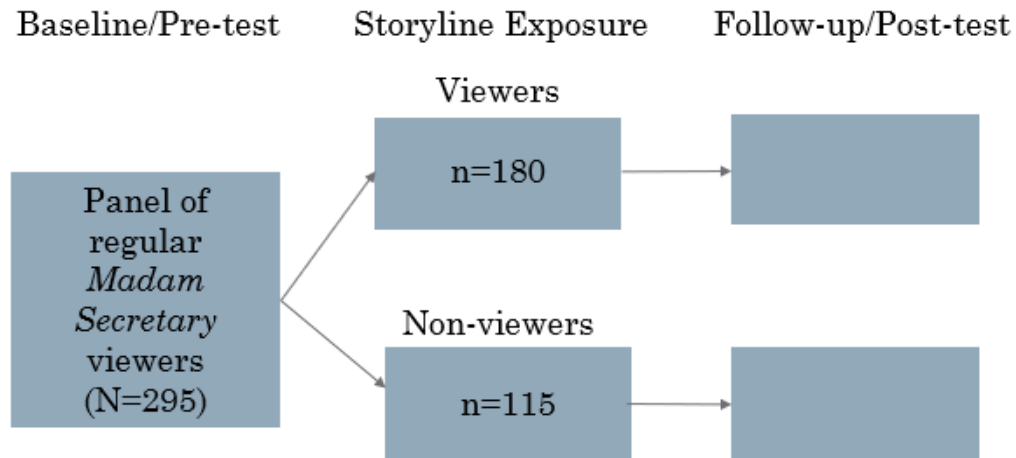 Baseline/Pre-test
Storyline Exposure
Follow-up/Post-test
Viewers
n=180
Panel of
regular
Madam
Secretary
viewers
(N=295)
Non-viewers
n=115